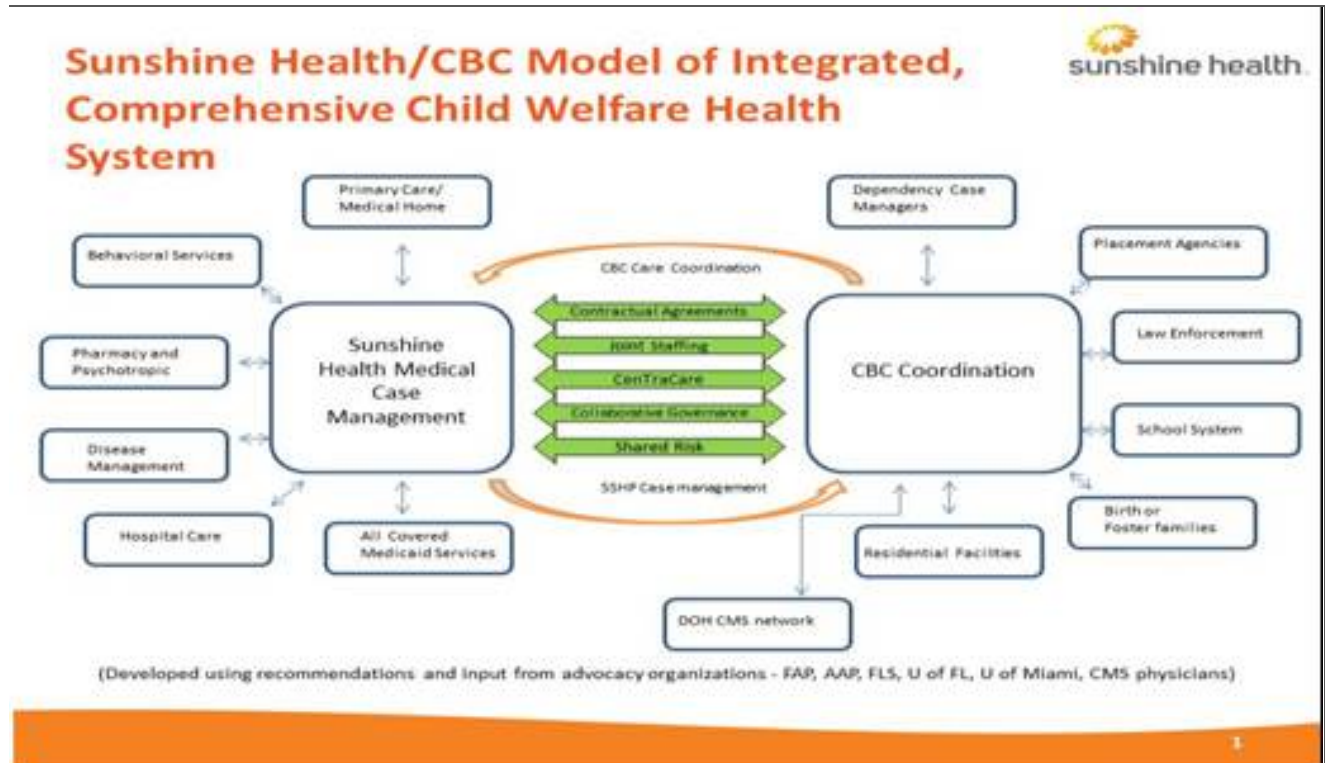 Sunshine Health/CBC Model of Integrated,
Comprehensive Child Welfare Health
System
sunshine health.
Primary Care/
Medical Home
Dependency Case
Managers
Behavioral Services
Placement Agencies
CBC Care Coordination
Contractual Agreements
Joint Staffing
CenTraCare
Collaborative Governance
Shared Risk
SSHP Case management
Sunshine
Health Medical
Case
Management
CBC Coordination
Pharmacy and
Psychotropic
Law Enforcement
Disease
Management
School System
Hospital Care
All Covered
Medicaid Services
Residential Facilities
Birth or
Foster families
DOH CMS network
(Developed using recommendations and input from advocacy organizations - FAP, AAP, FLS, U of FL, U of Miami, CMS physicians)
1